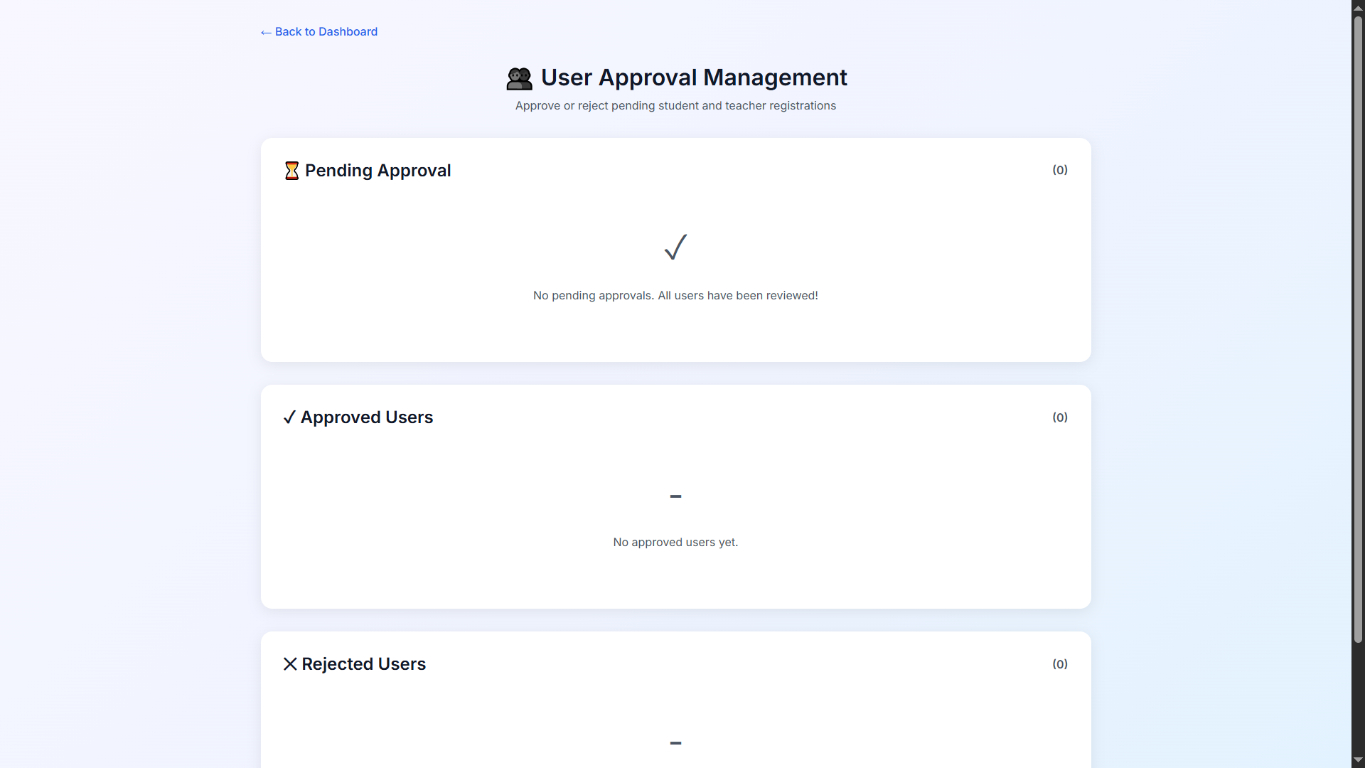 ← Back to Dashboard
👥 User Approval Management
Approve or reject pending student and teacher registrations
⏳ Pending Approval
(0)
✓
No pending approvals. All users have been reviewed!
✓ Approved Users
(0)
–
No approved users yet.
✕ Rejected Users
(0)
–